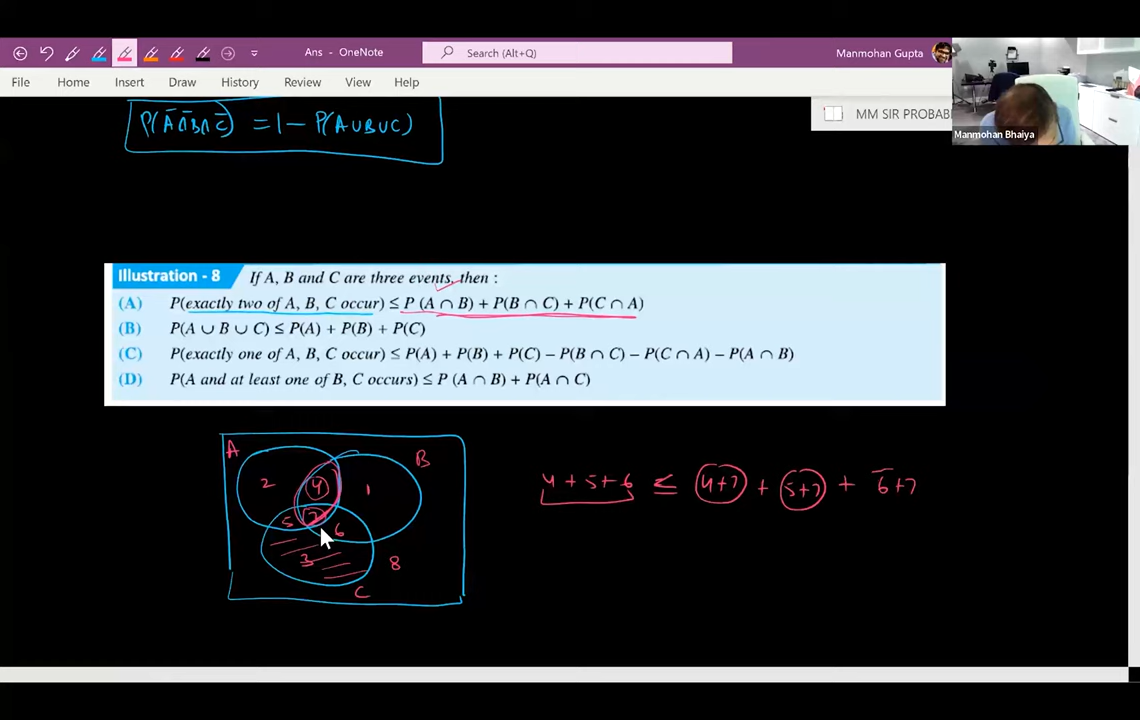 Ans - OneNote
Search (Alt+Q)
Manmohan Gupta
File Home Insert Draw History Review View Help
MM SIR PROBABI
Manmohan Bhaiya
P(A̅∩B̅∩C̅) = 1 − P(A∪B∪C)
Illustration - 8 If A, B and C are three events, then :
(A) P(exactly two of A, B, C occur) ≤ P (A ∩ B) + P(B ∩ C) + P(C ∩ A)
(B) P(A ∪ B ∪ C) ≤ P(A) + P(B) + P(C)
(C) P(exactly one of A, B, C occur) ≤ P(A) + P(B) + P(C) − P(B ∩ C) − P(C ∩ A) − P(A ∩ B)
(D) P(A and at least one of B, C occurs) ≤ P (A ∩ B) + P(A ∩ C)
A B
2 4 1
4+5+6 ≤ 4+7 + 5+7 + 6+7
5 7 6
3 8
C